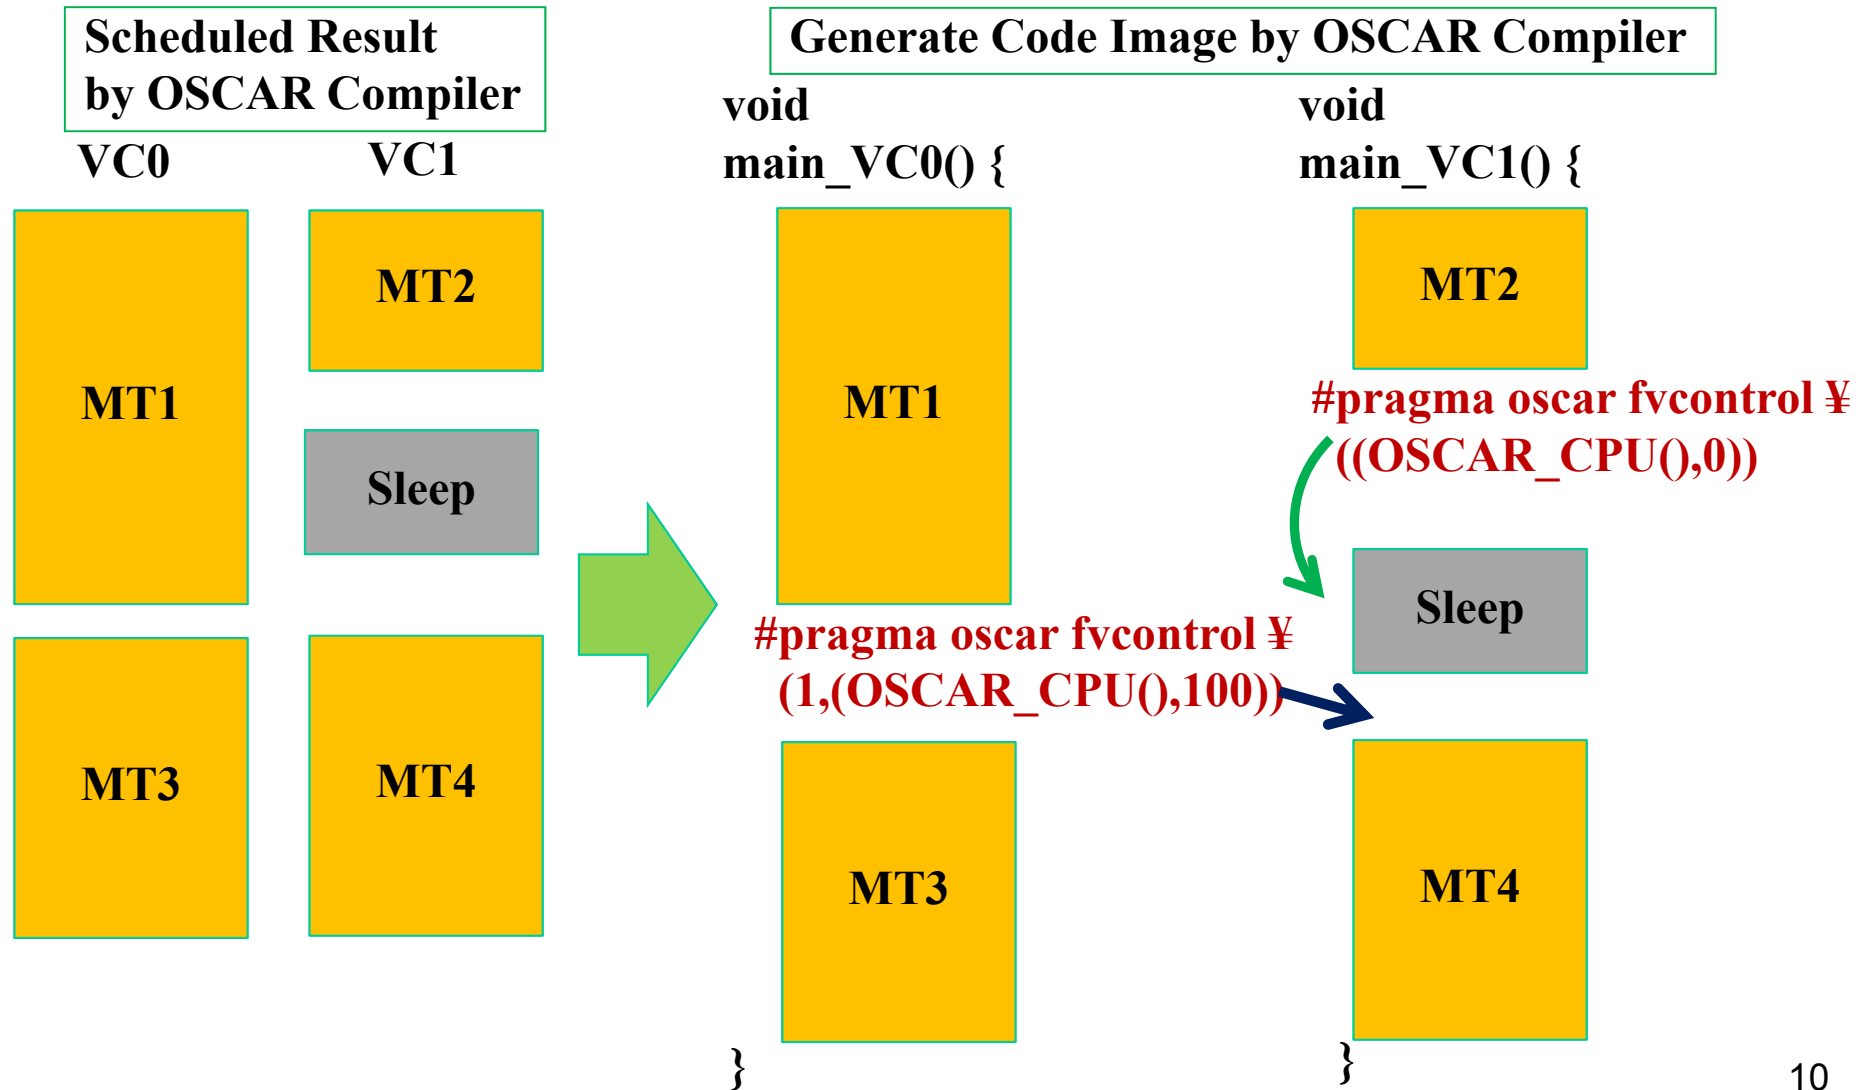 Scheduled Result
by OSCAR Compiler
VC0
VC1
MT1
MT2
Sleep
MT3
MT4
Generate Code Image by OSCAR Compiler
void
main_VC0() {
MT1
#pragma oscar fvcontrol ¥
(1,(OSCAR_CPU(),100))
MT3
}
void
main_VC1() {
MT2
#pragma oscar fvcontrol ¥
((OSCAR_CPU(),0))
Sleep
MT4
}
10